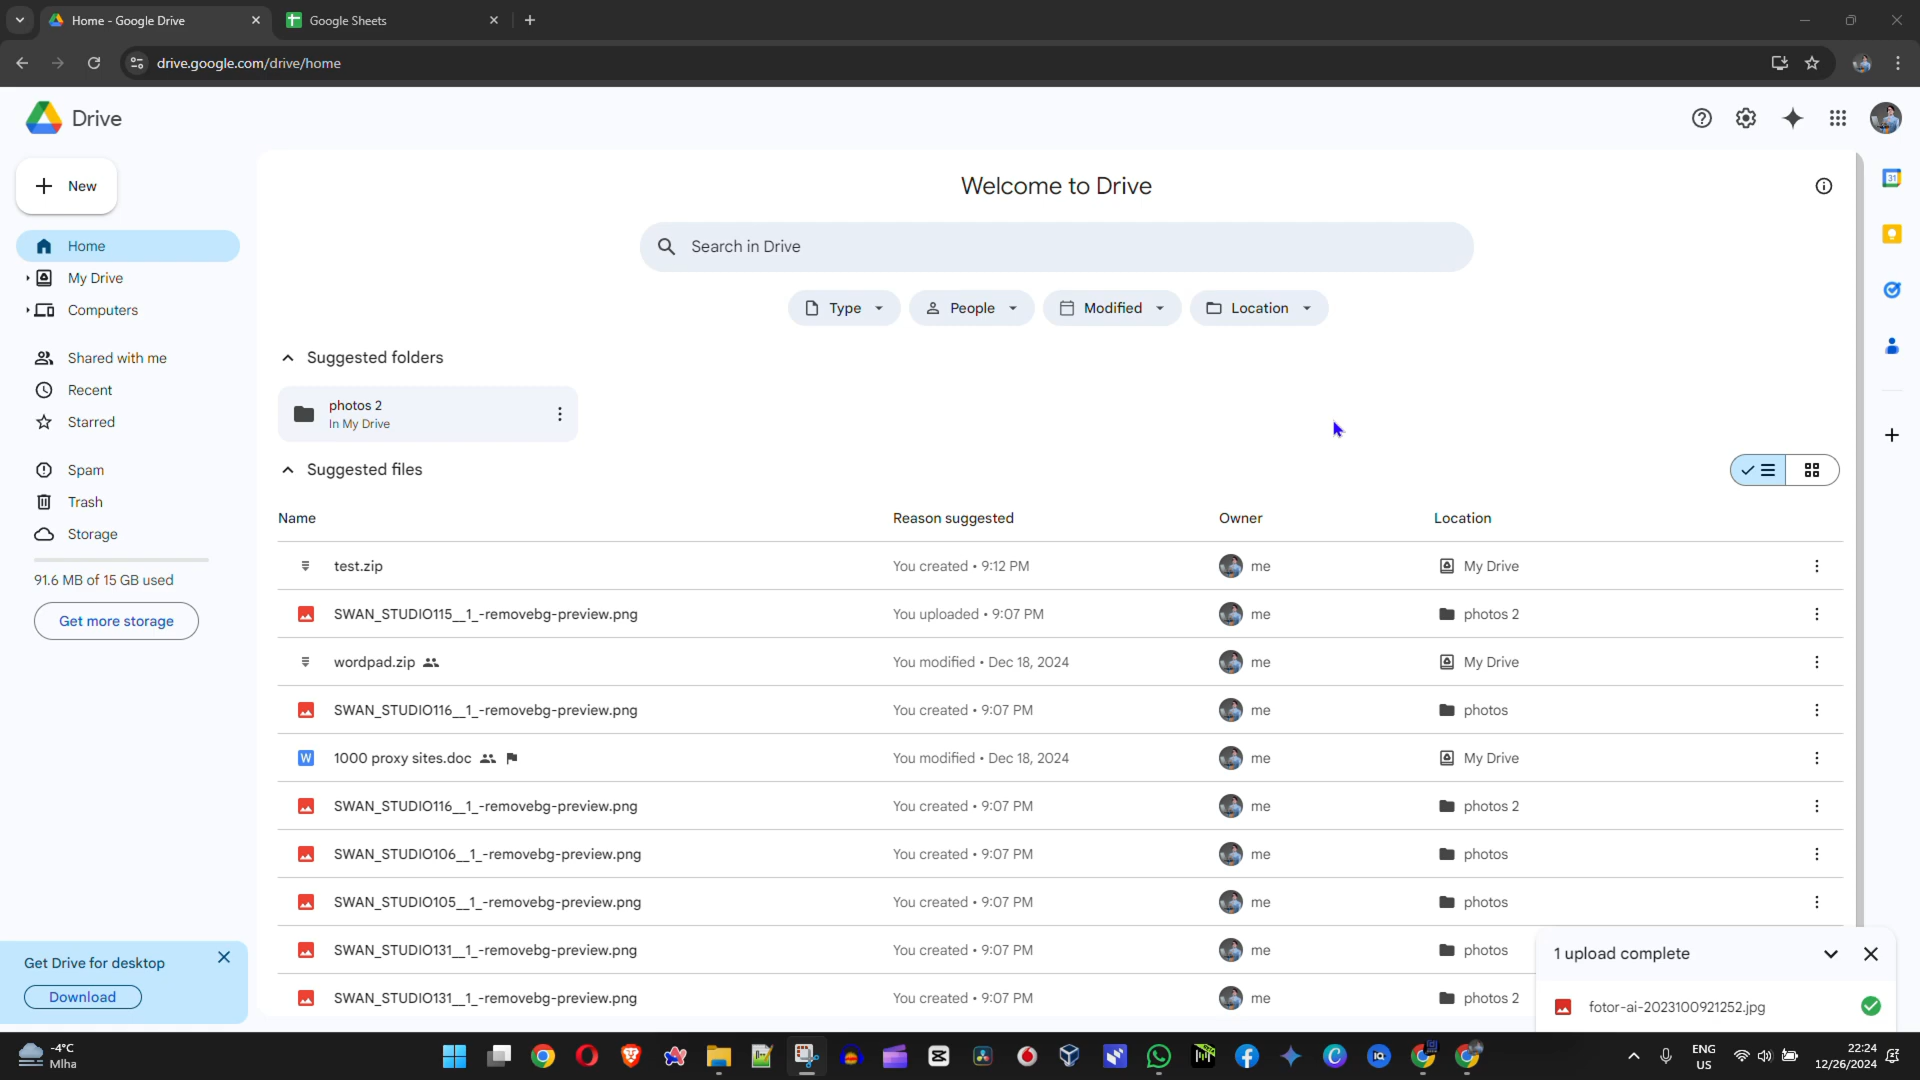 Home - Google Drive
Google Sheets
drive.google.com/drive/home
Drive
New
Home
My Drive
Computers
Shared with me
Recent
Starred
Spam
Trash
Storage
91.6 MB of 15 GB used
Get more storage
Get Drive for desktop
Download
Welcome to Drive
Search in Drive
Type
People
Modified
Location
Suggested folders
photos 2
In My Drive
Suggested files
Name Reason suggested Owner Location
test.zip You created • 9:12 PM me My Drive
SWAN_STUDIO115__1_-removebg-preview.png You uploaded • 9:07 PM me photos 2
wordpad.zip You modified • Dec 18, 2024 me My Drive
SWAN_STUDIO116__1_-removebg-preview.png You created • 9:07 PM me photos
W 1000 proxy sites.doc You modified • Dec 18, 2024 me My Drive
SWAN_STUDIO116__1_-removebg-preview.png You created • 9:07 PM me photos 2
SWAN_STUDIO106__1_-removebg-preview.png You created • 9:07 PM me photos
SWAN_STUDIO105__1_-removebg-preview.png You created • 9:07 PM me photos
SWAN_STUDIO131__1_-removebg-preview.png You created • 9:07 PM me photos
SWAN_STUDIO131__1_-removebg-preview.png You created • 9:07 PM me photos 2
31
1 upload complete
fotor-ai-2023100921252.jpg
-4°C
Mlha
IQ
ENG
US
22:24
12/26/2024